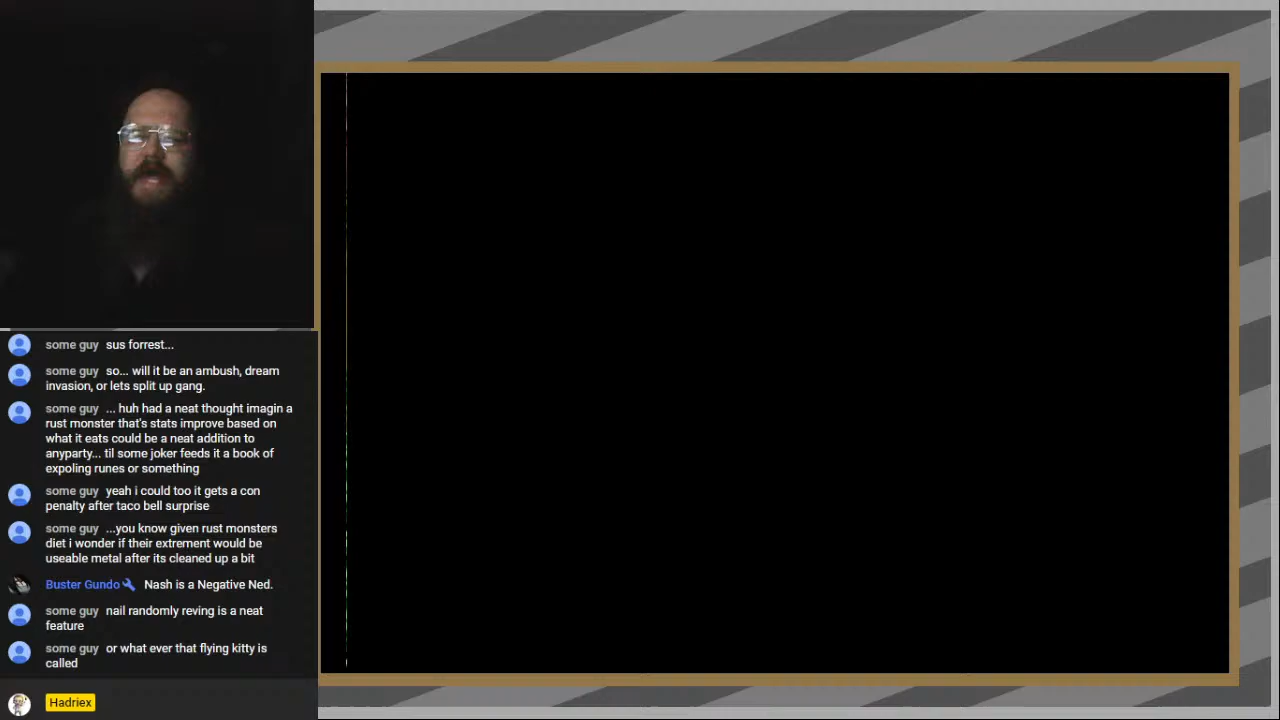 some guy sus forrest...
some guy so... will it be an ambush, dream
invasion, or lets split up gang.
some guy ... huh had a neat thought imagin a
rust monster that's stats improve based on
what it eats could be a neat addition to
anyparty... til some joker feeds it a book of
expoling runes or something
some guy yeah i could too it gets a con
penalty after taco bell surprise
some guy ...you know given rust monsters
diet i wonder if their extrement would be
useable metal after its cleaned up a bit
Buster Gundo Nash is a Negative Ned.
some guy nail randomly reving is a neat
feature
some guy or what ever that flying kitty is
called
Hadriex